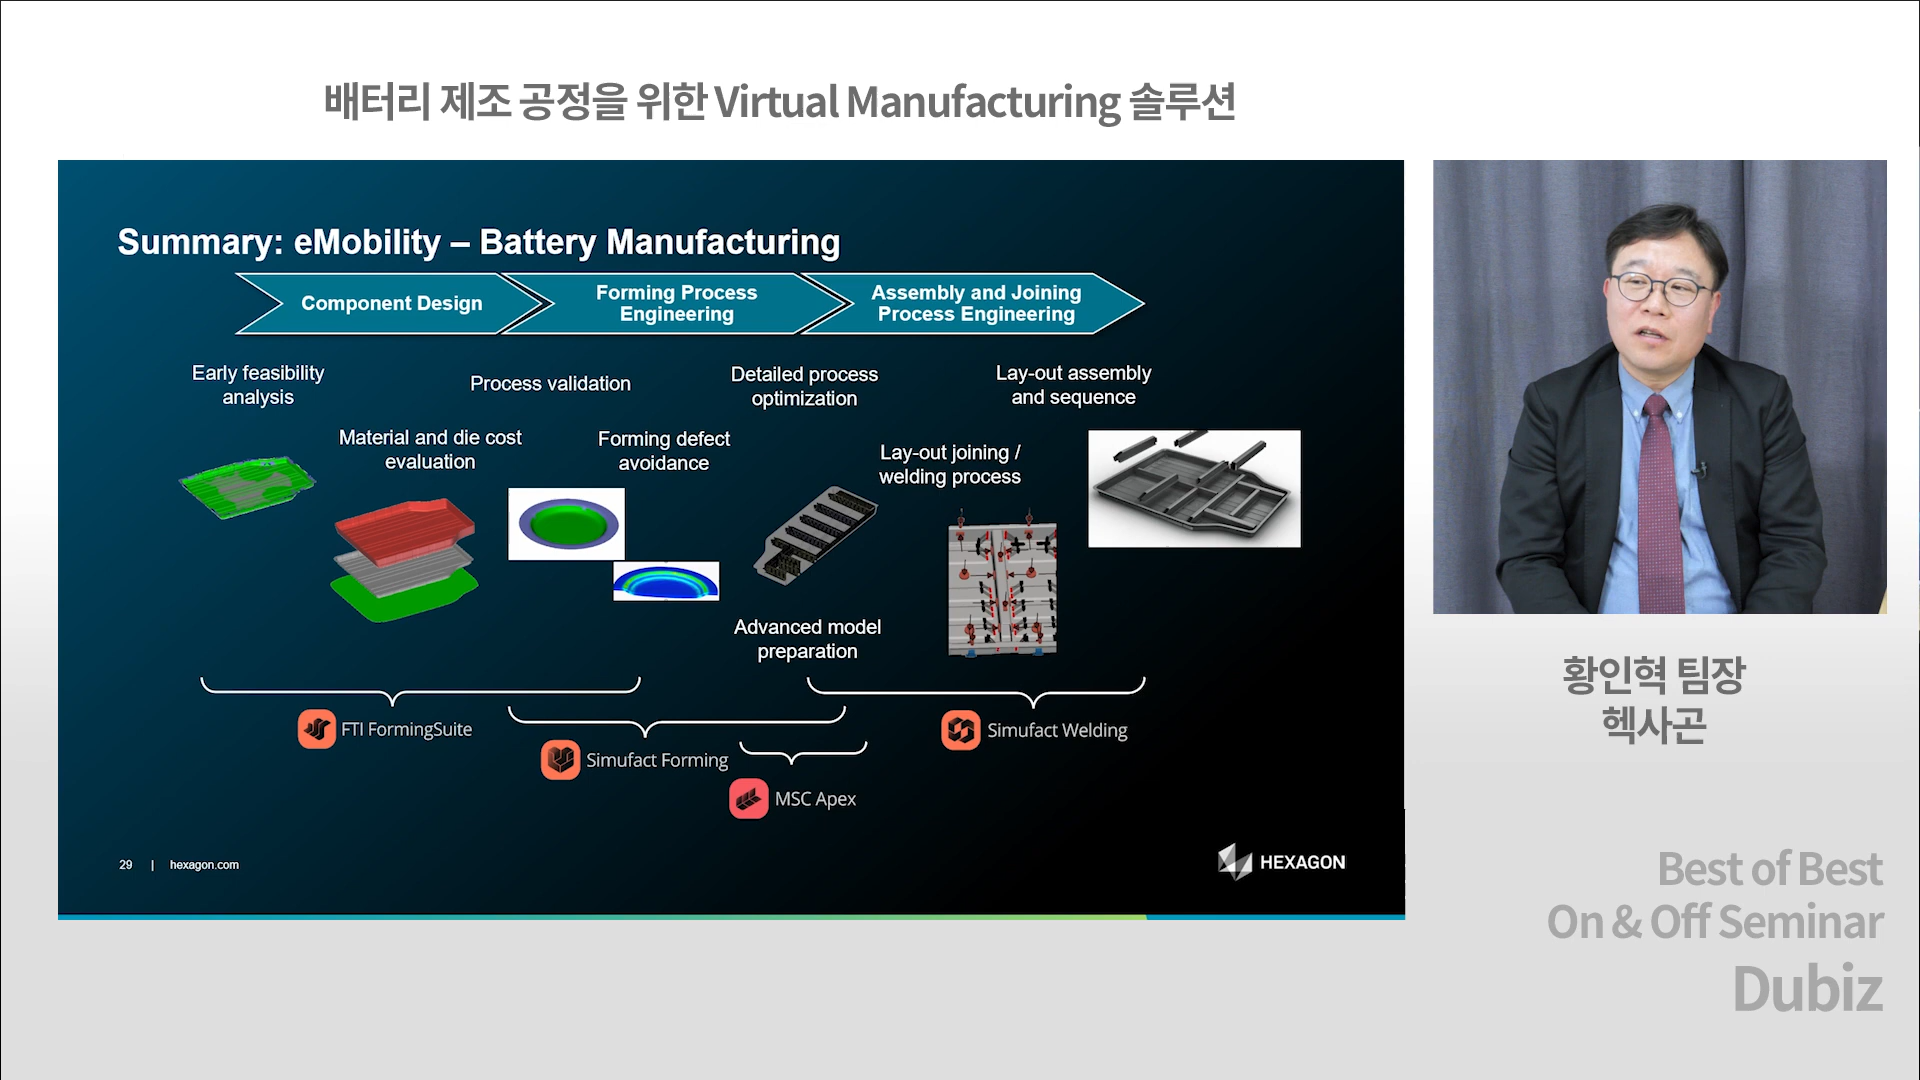 배터리 제조 공정을 위한 Virtual Manufacturing 솔루션
Summary: eMobility – Battery Manufacturing
Component Design
Forming Process
Engineering
Assembly and Joining
Process Engineering
Early feasibility
analysis
Process validation
Detailed process
optimization
Lay-out assembly
and sequence
Material and die cost
evaluation
Forming defect
avoidance
Lay-out joining /
welding process
Advanced model
preparation
FTI FormingSuite
Simufact Forming
MSC Apex
Simufact Welding
29 | hexagon.com
HEXAGON
황인혁 팀장
헥사곤
Best of Best
On & Off Seminar
Dubiz